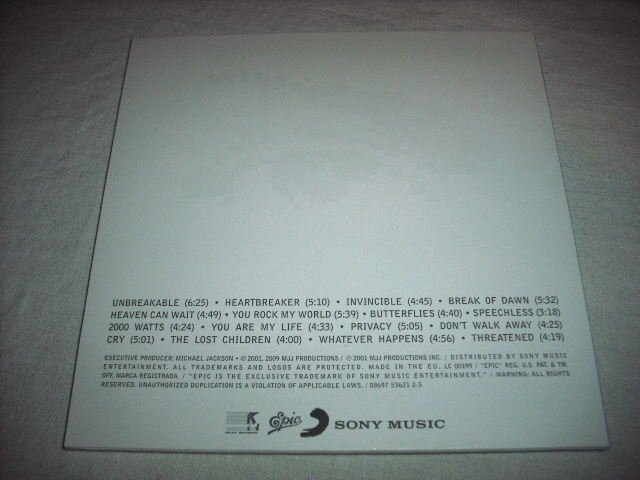 UNBREAKABLE (6:25) • HEARTBREAKER (5:10) • INVINCIBLE (4:45) • BREAK OF DAWN (5:32)
HEAVEN CAN WAIT (4:49) • YOU ROCK MY WORLD (5:39) • BUTTERFLIES (4:40) • SPEECHLESS (3:18)
2000 WATTS (4:24) • YOU ARE MY LIFE (4:33) • PRIVACY (5:05) • DON'T WALK AWAY (4:25)
CRY (5:01) • THE LOST CHILDREN (4:00) • WHATEVER HAPPENS (4:56) • THREATENED (4:19)
EXECUTIVE PRODUCER: MICHAEL JACKSON / © 2001, 2009 MJJ PRODUCTIONS / ℗ 2001 MJJ PRODUCTIONS INC. / DISTRIBUTED BY SONY MUSIC
ENTERTAINMENT. ALL TRADEMARKS AND LOGOS ARE PROTECTED. MADE IN THE EU. LC 00199 / "EPIC" REG. U.S. PAT. & TM.
OFF. MARCA REGISTRADA. / "EPIC IS THE EXCLUSIVE TRADEMARK OF SONY MUSIC ENTERTAINMENT." / WARNING: ALL RIGHTS
RESERVED. UNAUTHORIZED DUPLICATION IS A VIOLATION OF APPLICABLE LAWS. / 88697 53621 2-5
Epic SONY MUSIC